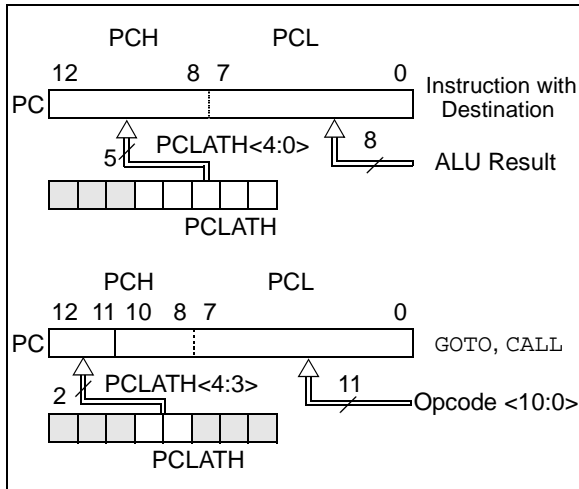 PCH PCL
12 8 7 0
PC Instruction with
Destination
5 PCLATH<4:0> 8
ALU Result
PCLATH
PCH PCL
12 11 10 8 7 0
PC GOTO, CALL
2 PCLATH<4:3> 11
Opcode <10:0>
PCLATH